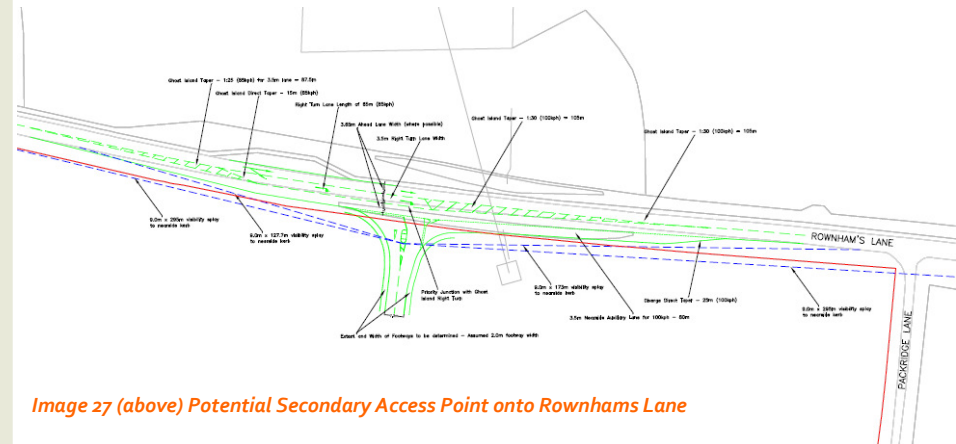 Ghost Island Taper - 1:25 (85kph) for 3.5m lane = 87.5m
Ghost Island Direct Taper - 15m (85kph)
Right Turn Lane Length of 85m (85kph)
3.65m Ahead Lane Width (where possible)
3.5m Right Turn Lane Width
Ghost Island Taper - 1:30 (100kph) = 105m
Ghost Island Taper - 1:30 (100kph) = 105m
ROWNHAM'S LANE
9.0m x 295m visibility splay
to nearside kerb
9.0m x 127.7m visibility splay
to nearside kerb
Priority Junction with Ghost
Island Right Turn
9.0m x 173m visibility splay
to nearside kerb
3.5m Nearside Auxiliary Lane for 100kph - 80m
Diverge Direct Taper - 25m (100kph)
9.0m x 295m visibility splay
to nearside kerb
Extent and Width of Footways to be determined - Assumed 2.0m footway width
PACKRIDGE LANE
Image 27 (above) Potential Secondary Access Point onto Rownhams Lane